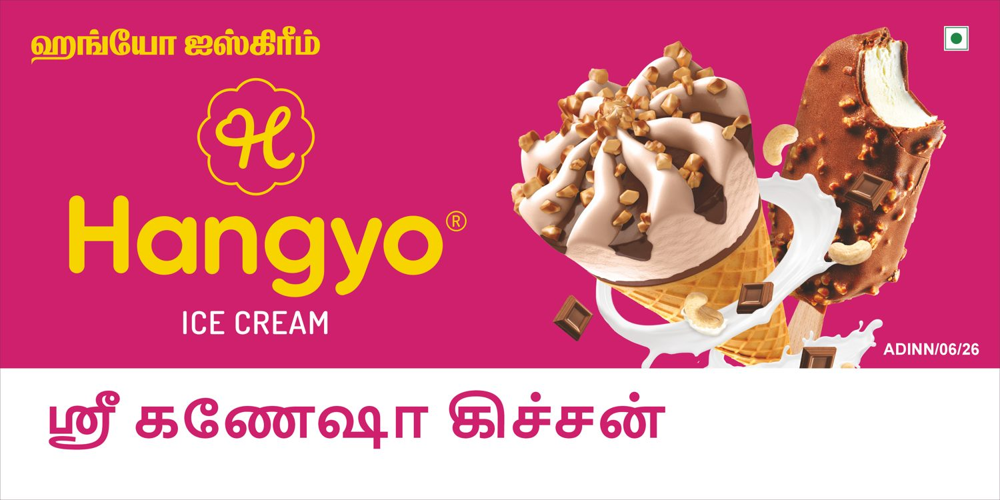 ஹங்யோ ஐஸ்கிரீம்
H
Hangyo®
ICE CREAM
ADINN/06/26
ஸ்ரீ கணேஷா கிச்சன்